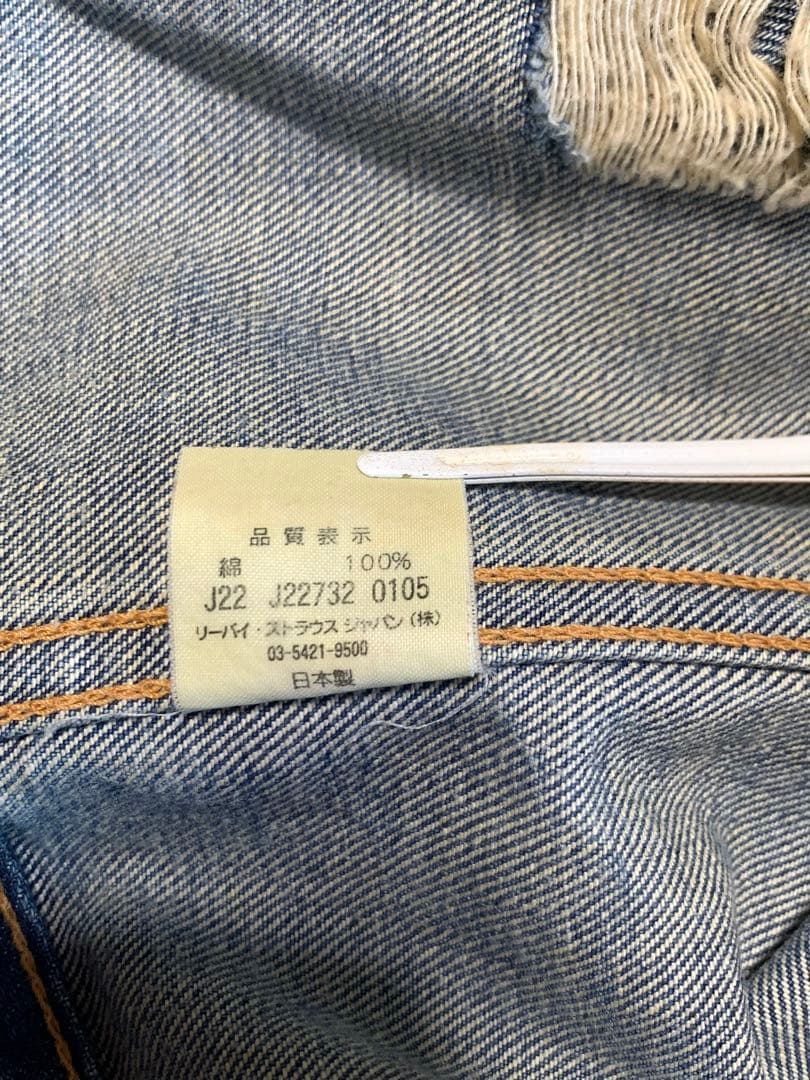 品質表示
綿 100%
J22 J22732 0105
リーバイ・ストラウス ジャパン(株)
03-5421-9500
日本製